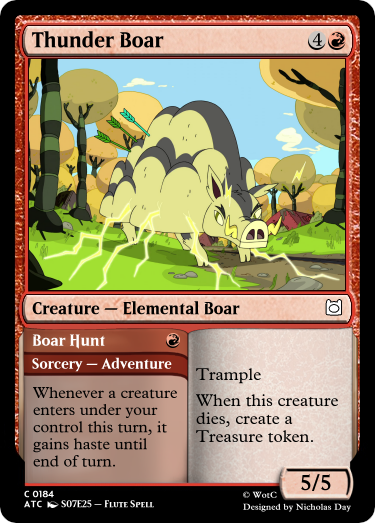 Thunder Boar
4
Creature — Elemental Boar
Boar Hunt
Sorcery — Adventure
Whenever a creature
enters under your
control this turn, it
gains haste until
end of turn.
Trample
When this creature
dies, create a
Treasure token.
5/5
C 0184
ATC S07E25 – Flute Spell
© WotC
Designed by Nicholas Day